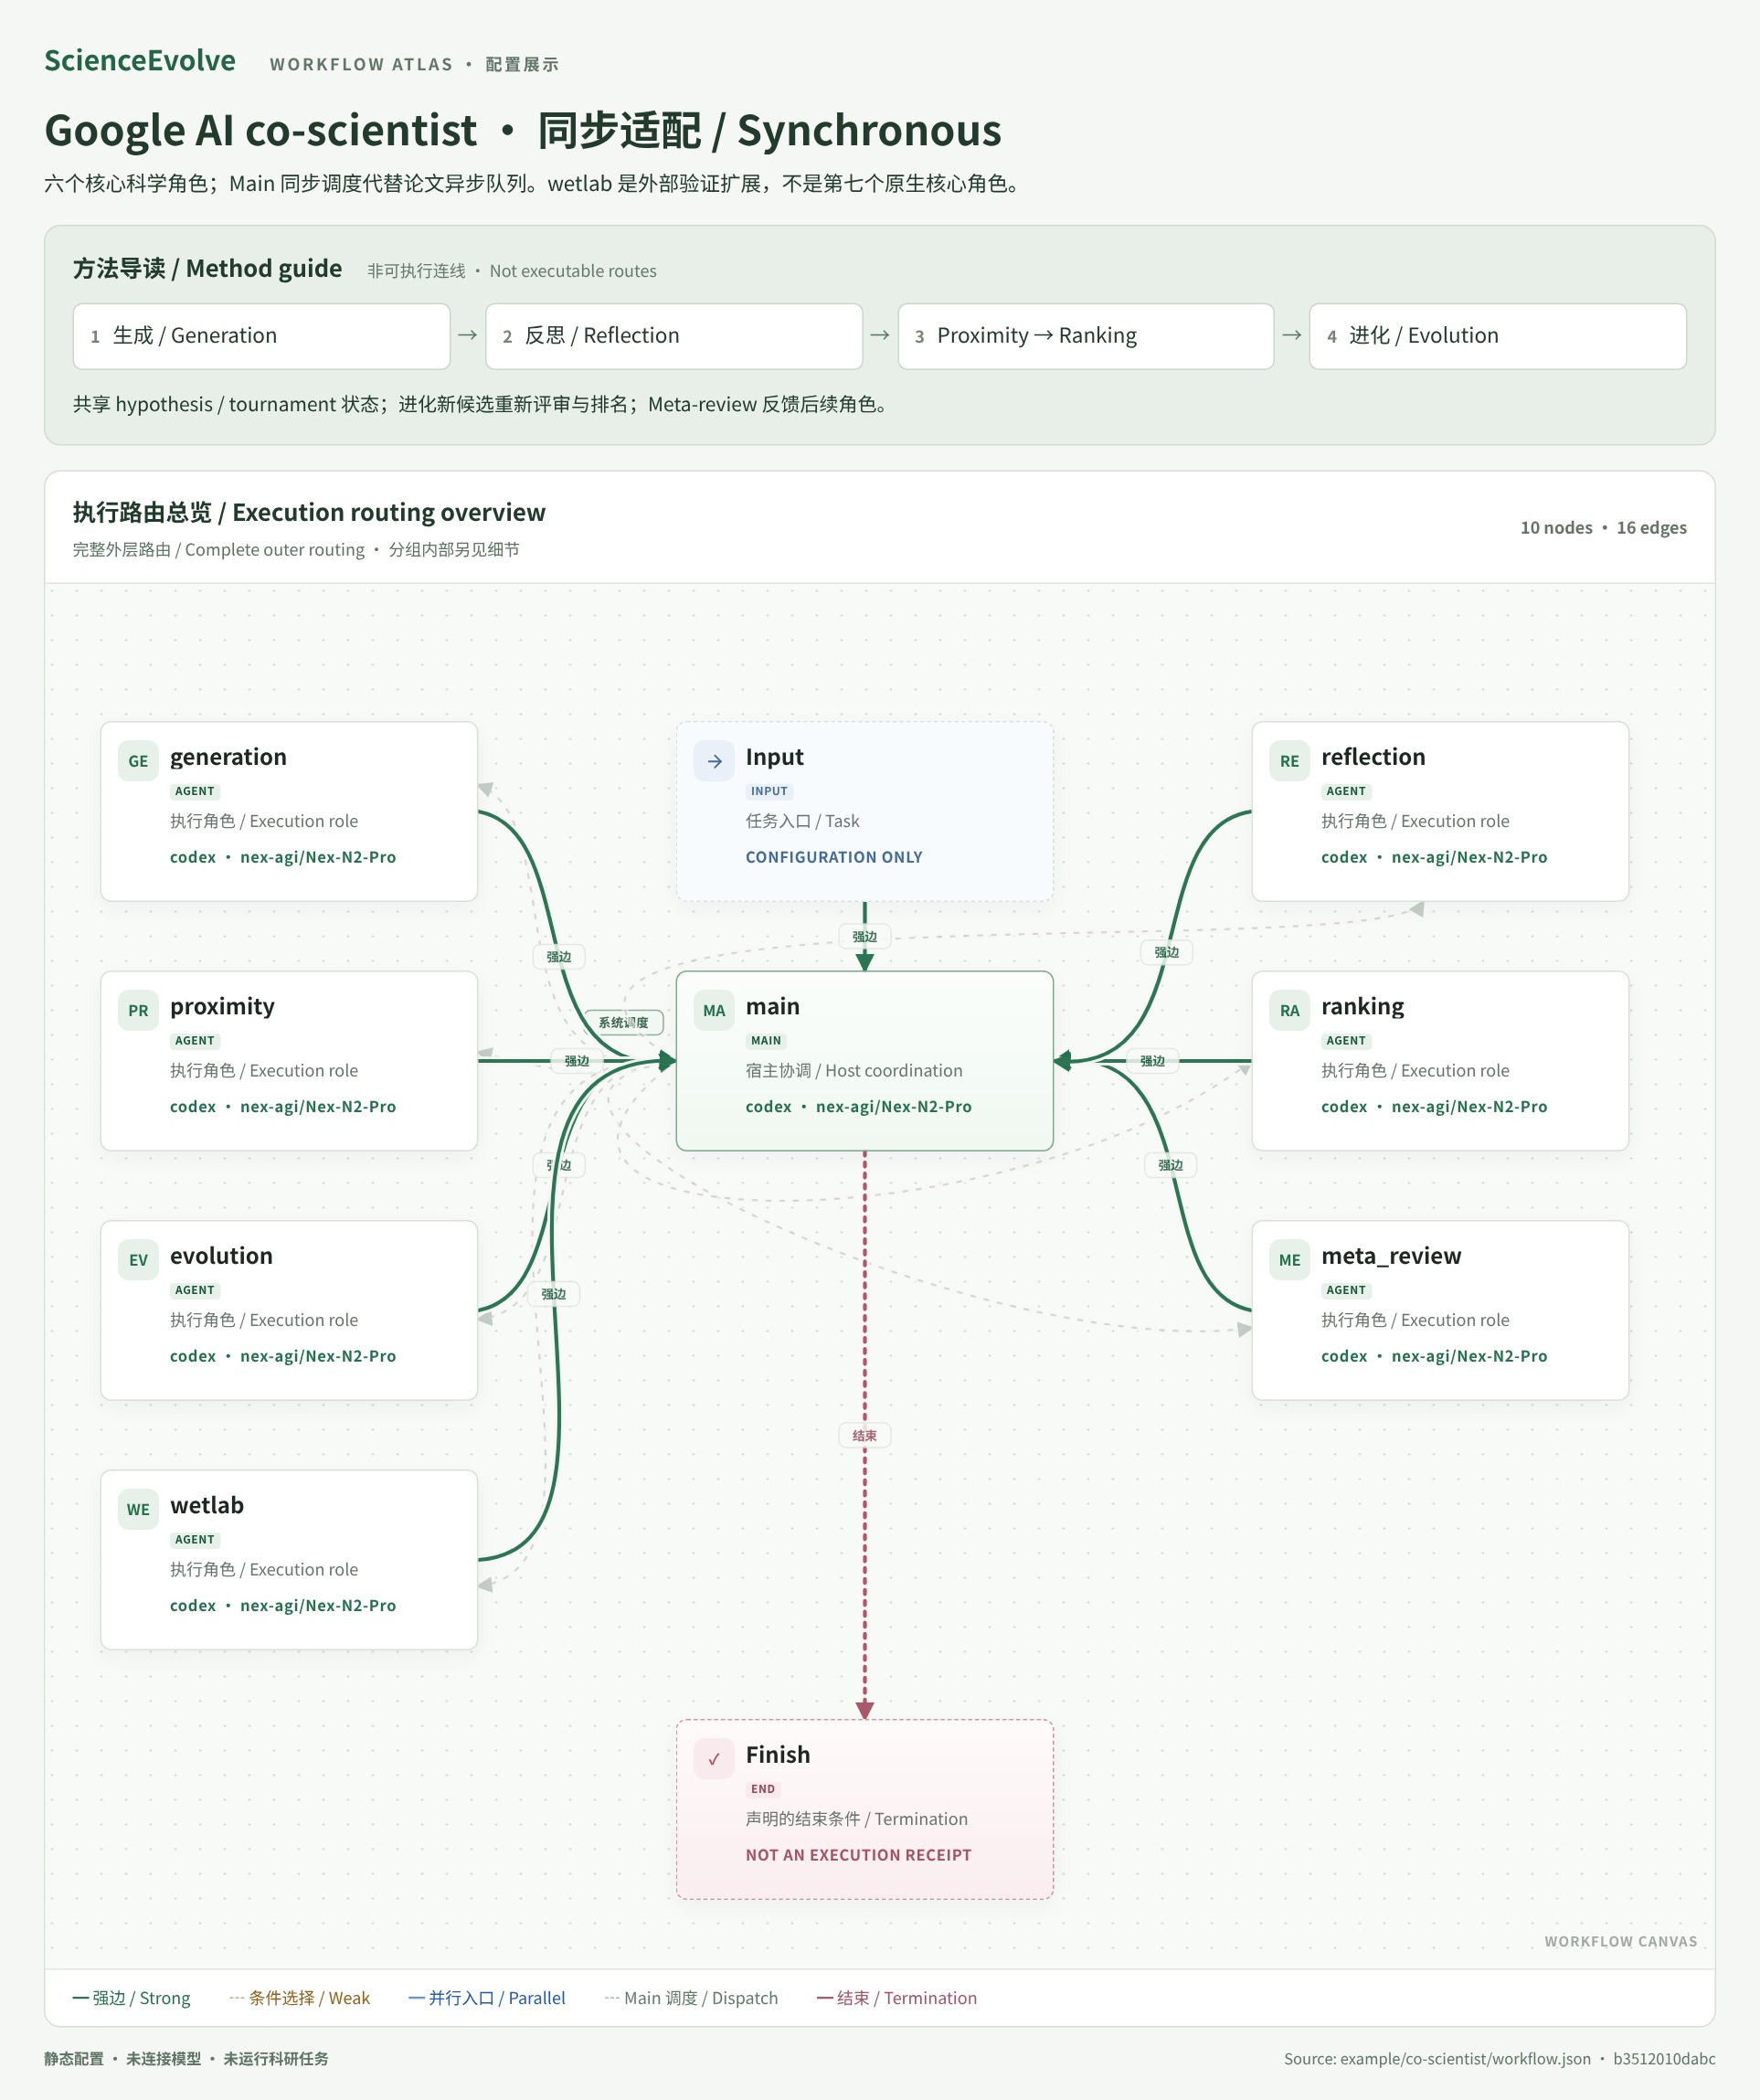 ScienceEvolve WORKFLOW ATLAS • 配置展示
Google AI co-scientist • 同步适配 / Synchronous
六个核心科学角色；Main 同步调度代替论文异步队列。wetlab 是外部验证扩展，不是第七个原生核心角色。
方法导读 / Method guide 非可执行连线 • Not executable routes
1 生成 / Generation → 2 反思 / Reflection → 3 Proximity → Ranking → 4 进化 / Evolution
共享 hypothesis / tournament 状态；进化新候选重新评审与排名；Meta-review 反馈后续角色。
执行路由总览 / Execution routing overview
完整外层路由 / Complete outer routing • 分组内部另见细节
10 nodes • 16 edges
GE generation
AGENT
执行角色 / Execution role
codex • nex-agi/Nex-N2-Pro
→ Input
INPUT
任务入口 / Task
CONFIGURATION ONLY
RE reflection
AGENT
执行角色 / Execution role
codex • nex-agi/Nex-N2-Pro
强边
强边
强边
PR proximity
AGENT
执行角色 / Execution role
codex • nex-agi/Nex-N2-Pro
系统调度
强边
MA main
MAIN
宿主协调 / Host coordination
codex • nex-agi/Nex-N2-Pro
强边
RA ranking
AGENT
执行角色 / Execution role
codex • nex-agi/Nex-N2-Pro
强边
强边
EV evolution
AGENT
执行角色 / Execution role
codex • nex-agi/Nex-N2-Pro
强边
ME meta_review
AGENT
执行角色 / Execution role
codex • nex-agi/Nex-N2-Pro
结束
WE wetlab
AGENT
执行角色 / Execution role
codex • nex-agi/Nex-N2-Pro
✓ Finish
END
声明的结束条件 / Termination
NOT AN EXECUTION RECEIPT
WORKFLOW CANVAS
强边 / Strong 条件选择 / Weak 并行入口 / Parallel Main 调度 / Dispatch 结束 / Termination
静态配置 • 未连接模型 • 未运行科研任务
Source: example/co-scientist/workflow.json • b3512010dabc